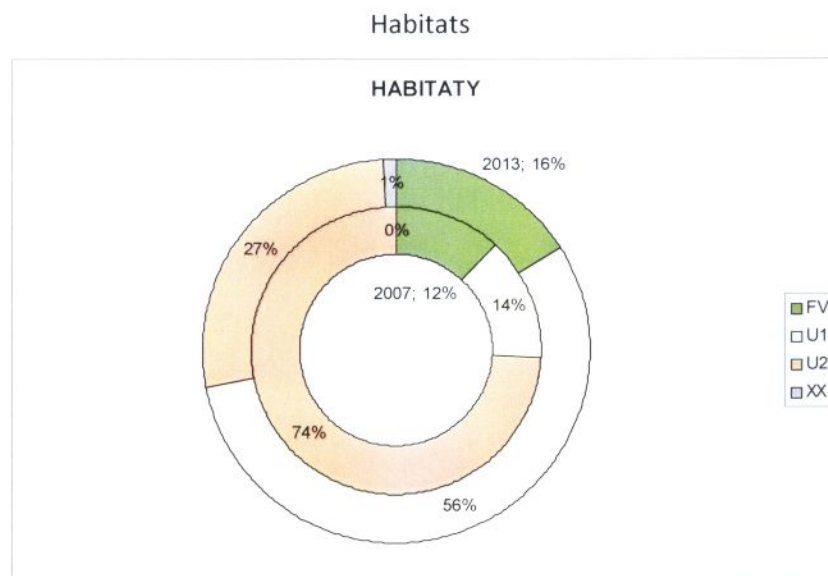 Habitats
HABITATY
2013; 16%
1%
0%
27%
2007; 12%
14%
74%
56%
FV
U1
U2
XX